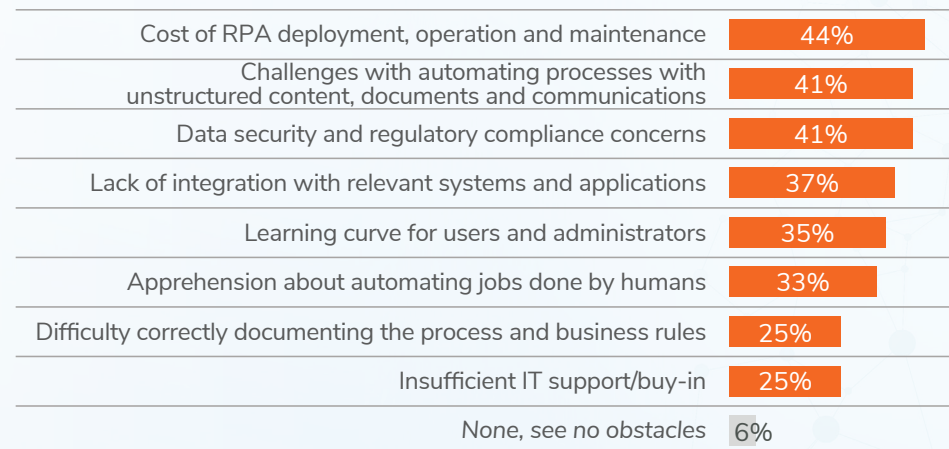 Cost of RPA deployment, operation and maintenance 44%
Challenges with automating processes with
unstructured content, documents and communications 41%
Data security and regulatory compliance concerns 41%
Lack of integration with relevant systems and applications 37%
Learning curve for users and administrators 35%
Apprehension about automating jobs done by humans 33%
Difficulty correctly documenting the process and business rules 25%
Insufficient IT support/buy-in 25%
None, see no obstacles 6%